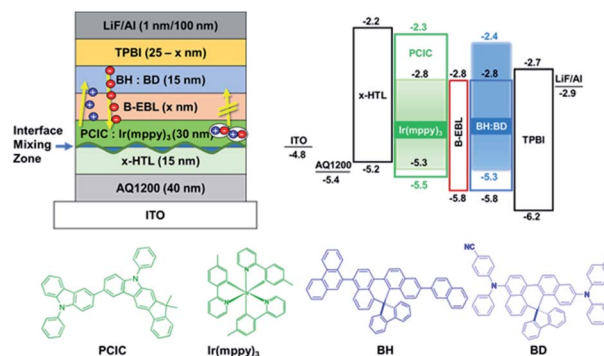 LiF/Al (1 nm/100 nm)
TPBI (25 – x nm)
BH : BD (15 nm)
B-EBL (x nm)
PCIC : Ir(mppy)₃ (30 nm)
Interface
Mixing
Zone
x-HTL (15 nm)
AQ1200 (40 nm)
ITO
ITO
-4.8
AQ1200
-5.4
-2.2
x-HTL
-5.2
-2.3
PCIC
-2.8
Ir(mppy)₃
-5.3
-5.5
-2.8
B-EBL
-5.8
-2.4
-2.8
BH:BD
-5.3
-5.8
-2.7
TPBI
-6.2
LiF/Al
-2.9
N
N
PCIC
N
Ir
N
Ir(mppy)₃
BH
NC
N
N
BD